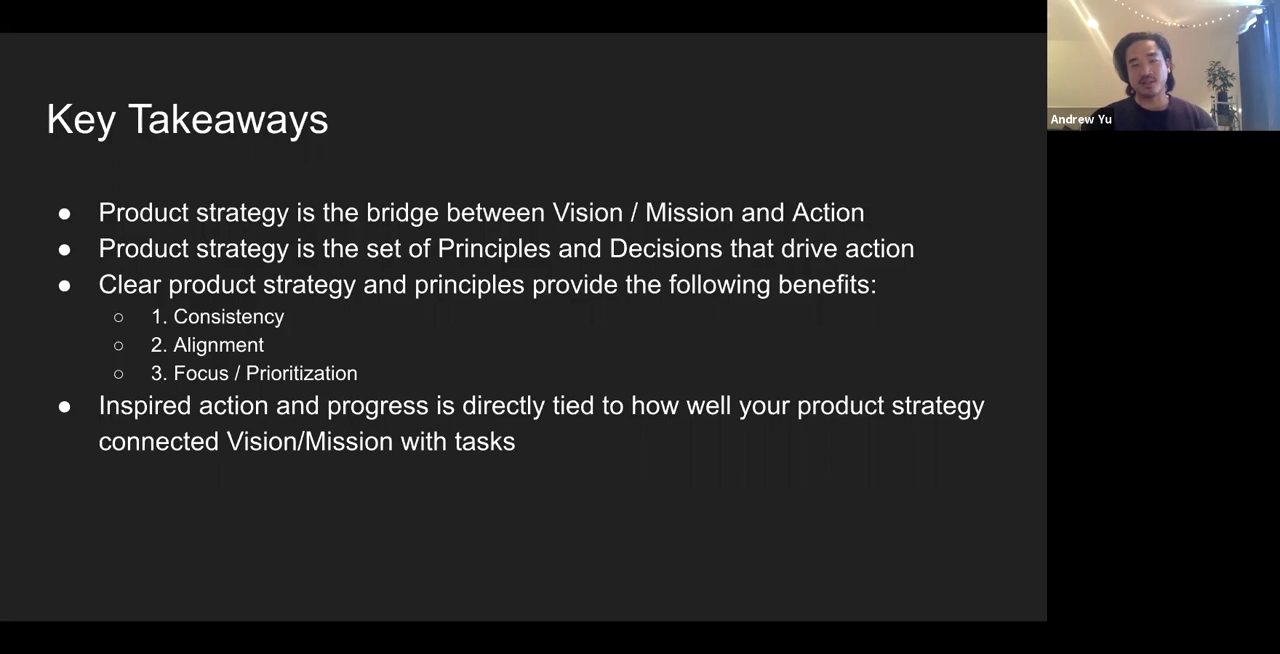 Key Takeaways
● Product strategy is the bridge between Vision / Mission and Action
● Product strategy is the set of Principles and Decisions that drive action
● Clear product strategy and principles provide the following benefits:
○ 1. Consistency
○ 2. Alignment
○ 3. Focus / Prioritization
● Inspired action and progress is directly tied to how well your product strategy
connected Vision/Mission with tasks
Andrew Yu